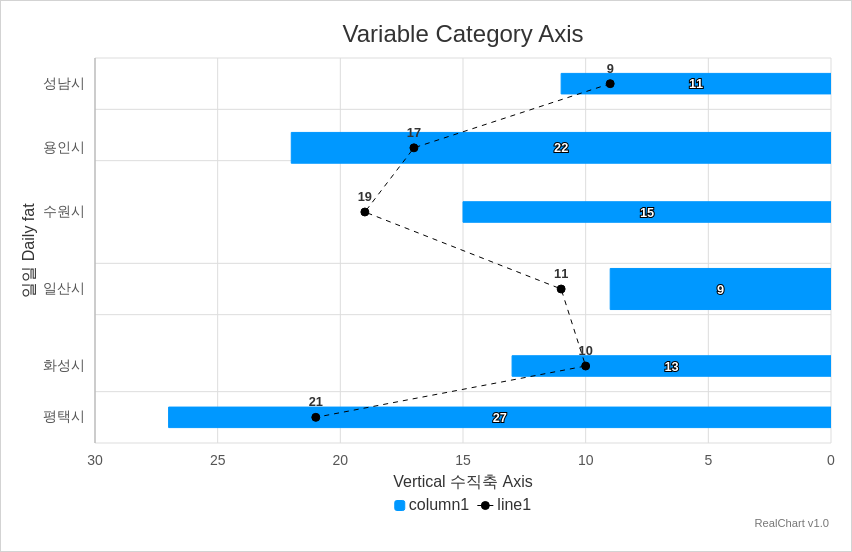 Variable Category Axis
성남시
9
11
용인시
17
22
수원시
19
15
일일 Daily fat
일산시
11
9
화성시
10
13
평택시
21
27
30 25 20 15 10 5 0
Vertical 수직축 Axis
column1 line1
RealChart v1.0